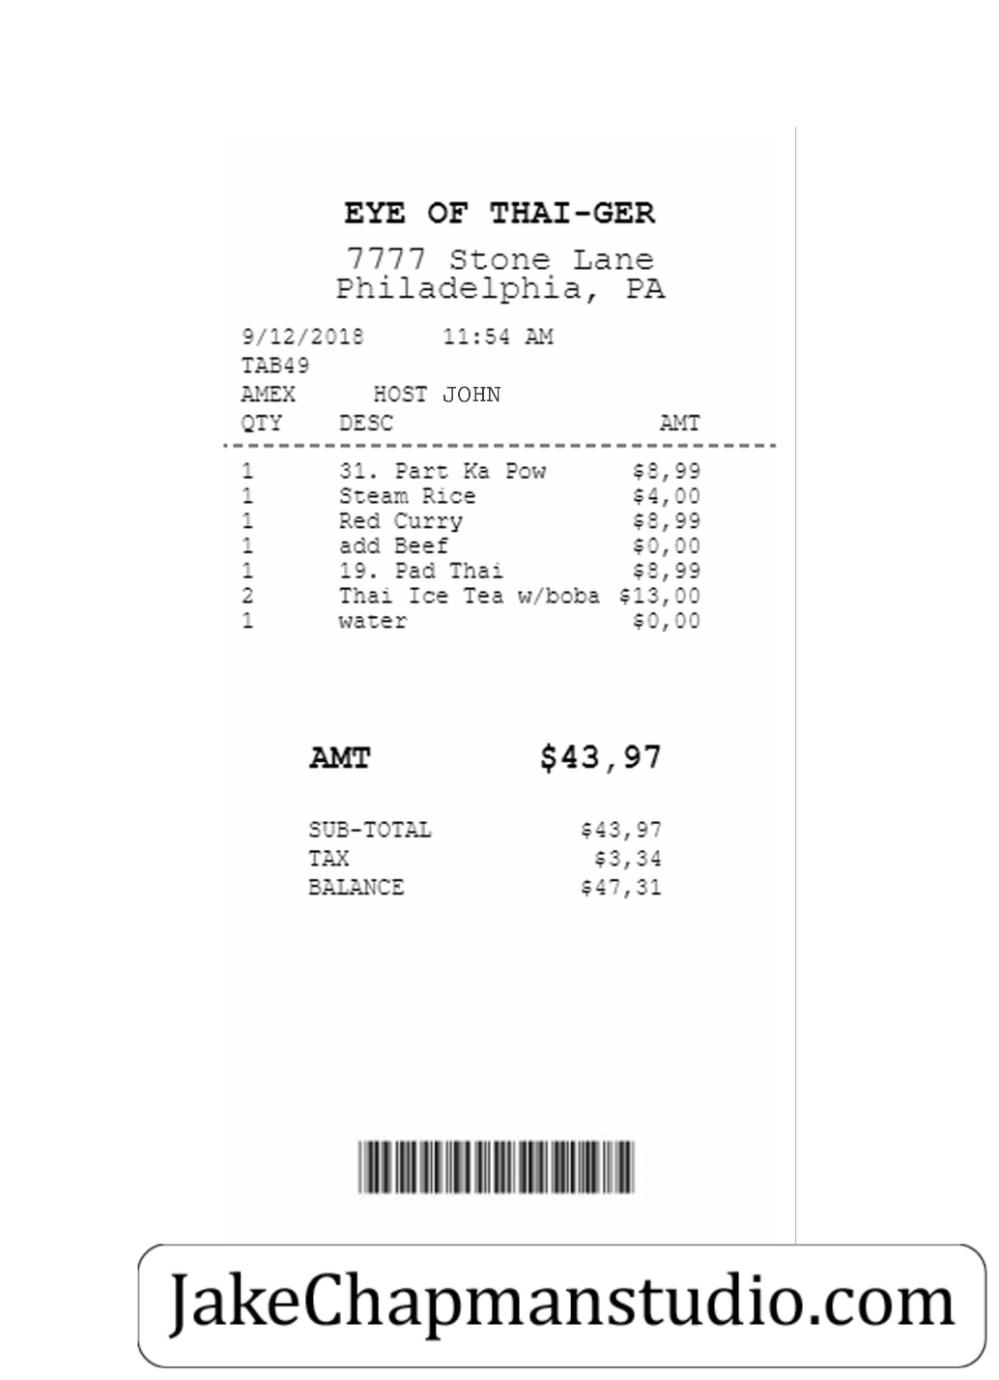 EYE OF THAI-GER
7777 Stone Lane
Philadelphia, PA
9/12/2018 11:54 AM
TAB49
AMEX HOST JOHN
QTY DESC AMT
1 31. Part Ka Pow $8,99
1 Steam Rice $4,00
1 Red Curry $8,99
1 add Beef $0,00
1 19. Pad Thai $8,99
2 Thai Ice Tea w/boba $13,00
1 water $0,00
AMT $43,97
SUB-TOTAL $43,97
TAX $3,34
BALANCE $47,31
JakeChapmanstudio.com